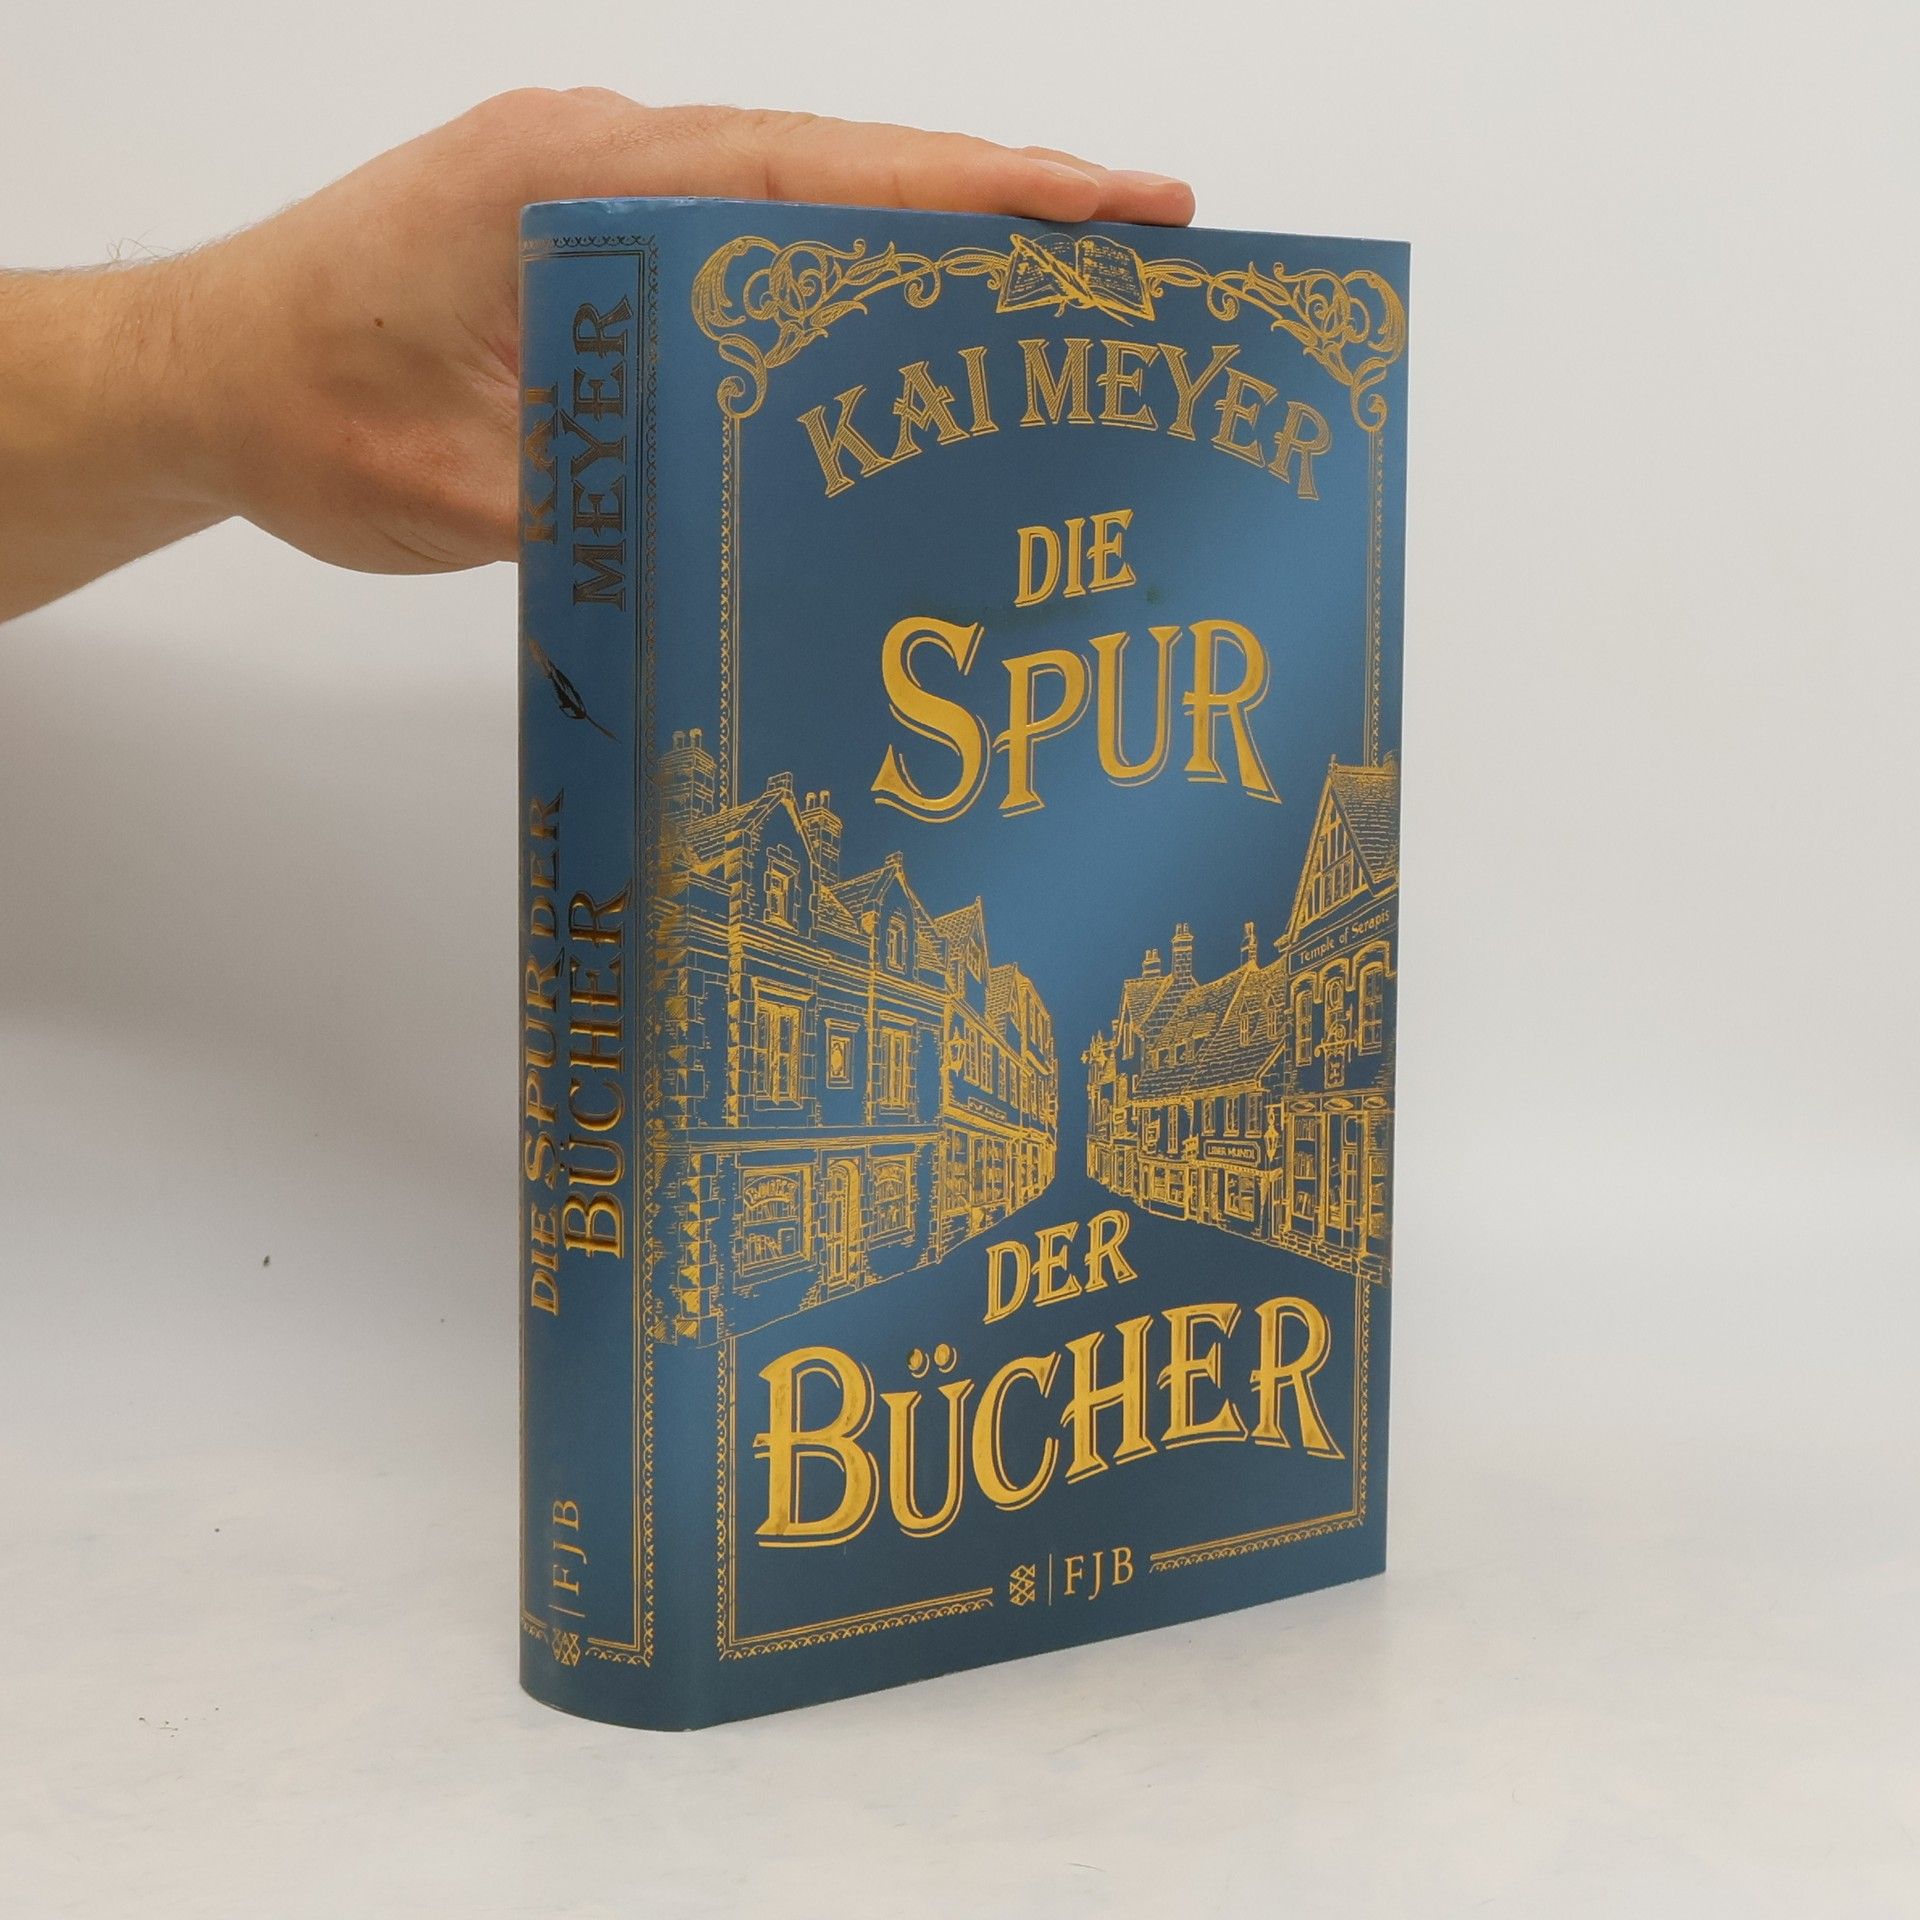 KAI
MEYER
DIE SPUR DER
BÜCHER
FJB
KAI MEYER
DIE
SPUR
Temple of Serapis
LIBER MUNDI
DER
BÜCHER
FJB